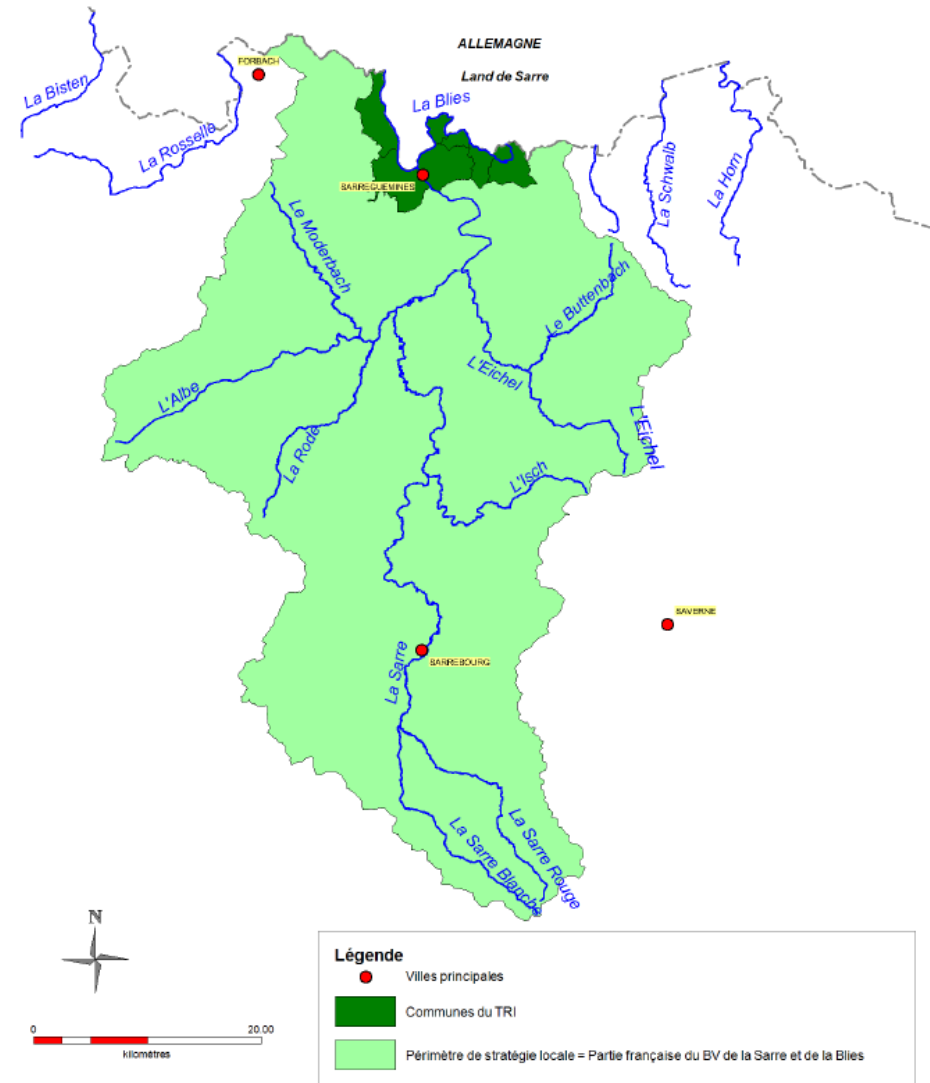 ALLEMAGNE
Land de Sarre
FORBACH
La Bisten
La Blies
La Rosselle
La Schwalb
La Horn
SARREGUEMINES
Le Moderbach
Le Buttenbach
L'Eichel
L'Albe
L'Eichel
La Rode
L'Isch
SAVERNE
SARREBOURG
La Sarre
La Sarre Rouge
La Sarre Blanche
N
0 20.00
kilomètres
Légende
Villes principales
Communes du TRI
Périmètre de stratégie locale = Partie française du BV de la Sarre et de la Blies